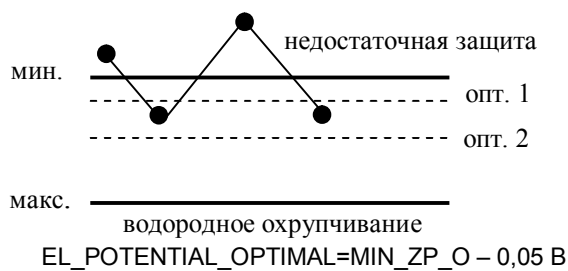 недостаточная защита
мин.
опт. 1
опт. 2
макс.
водородное охрупчивание
EL_POTENTIAL_OPTIMAL=MIN_ZP_O – 0,05 В